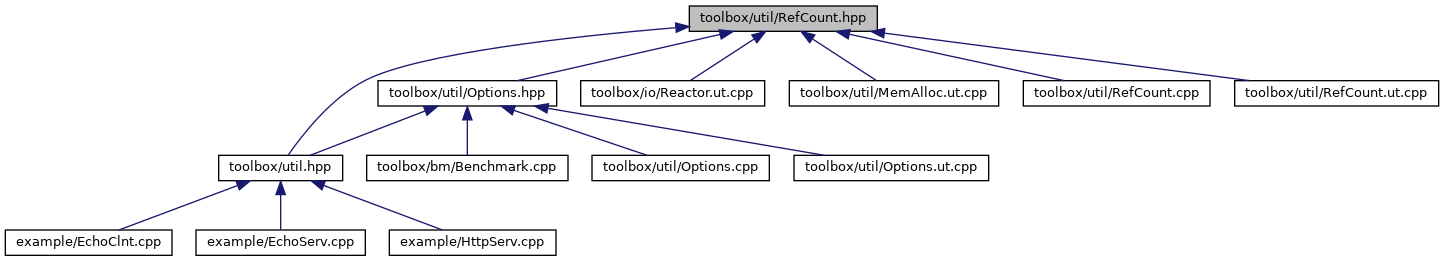 toolbox/util/RefCount.hpp
toolbox/util/Options.hpp
toolbox/io/Reactor.ut.cpp
toolbox/util/MemAlloc.ut.cpp
toolbox/util/RefCount.cpp
toolbox/util/RefCount.ut.cpp
toolbox/util.hpp
toolbox/bm/Benchmark.cpp
toolbox/util/Options.cpp
toolbox/util/Options.ut.cpp
example/EchoClnt.cpp
example/EchoServ.cpp
example/HttpServ.cpp